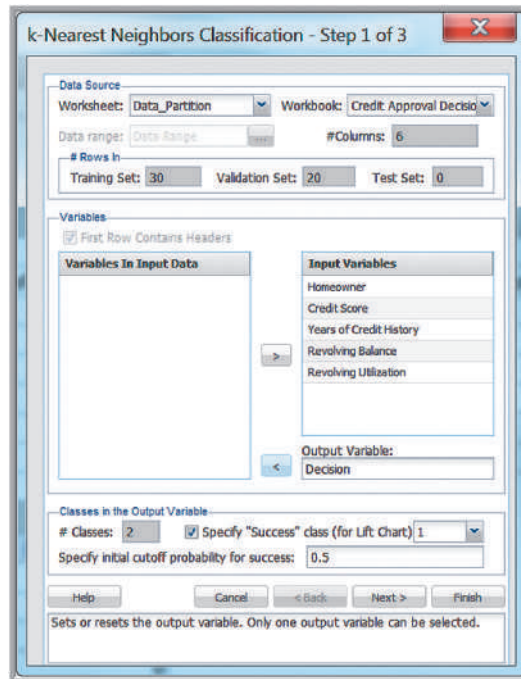 k-Nearest Neighbors Classification - Step 1 of 3
Data Source
Worksheet: Data_Partition Workbook: Credit Approval Decisio
Data range: Data Range ... #Columns: 6
# Rows In
Training Set: 30 Validation Set: 20 Test Set: 0
Variables
First Row Contains Headers
Variables In Input Data
Input Variables
Homeowner
Credit Score
Years of Credit History
Revolving Balance
Revolving Utilization
>
Output Variable:
< Decision
Classes in the Output Variable
# Classes: 2 Specify "Success" class (for Lift Chart) 1
Specify initial cutoff probability for success: 0.5
Help Cancel < Back Next > Finish
Sets or resets the output variable. Only one output variable can be selected.